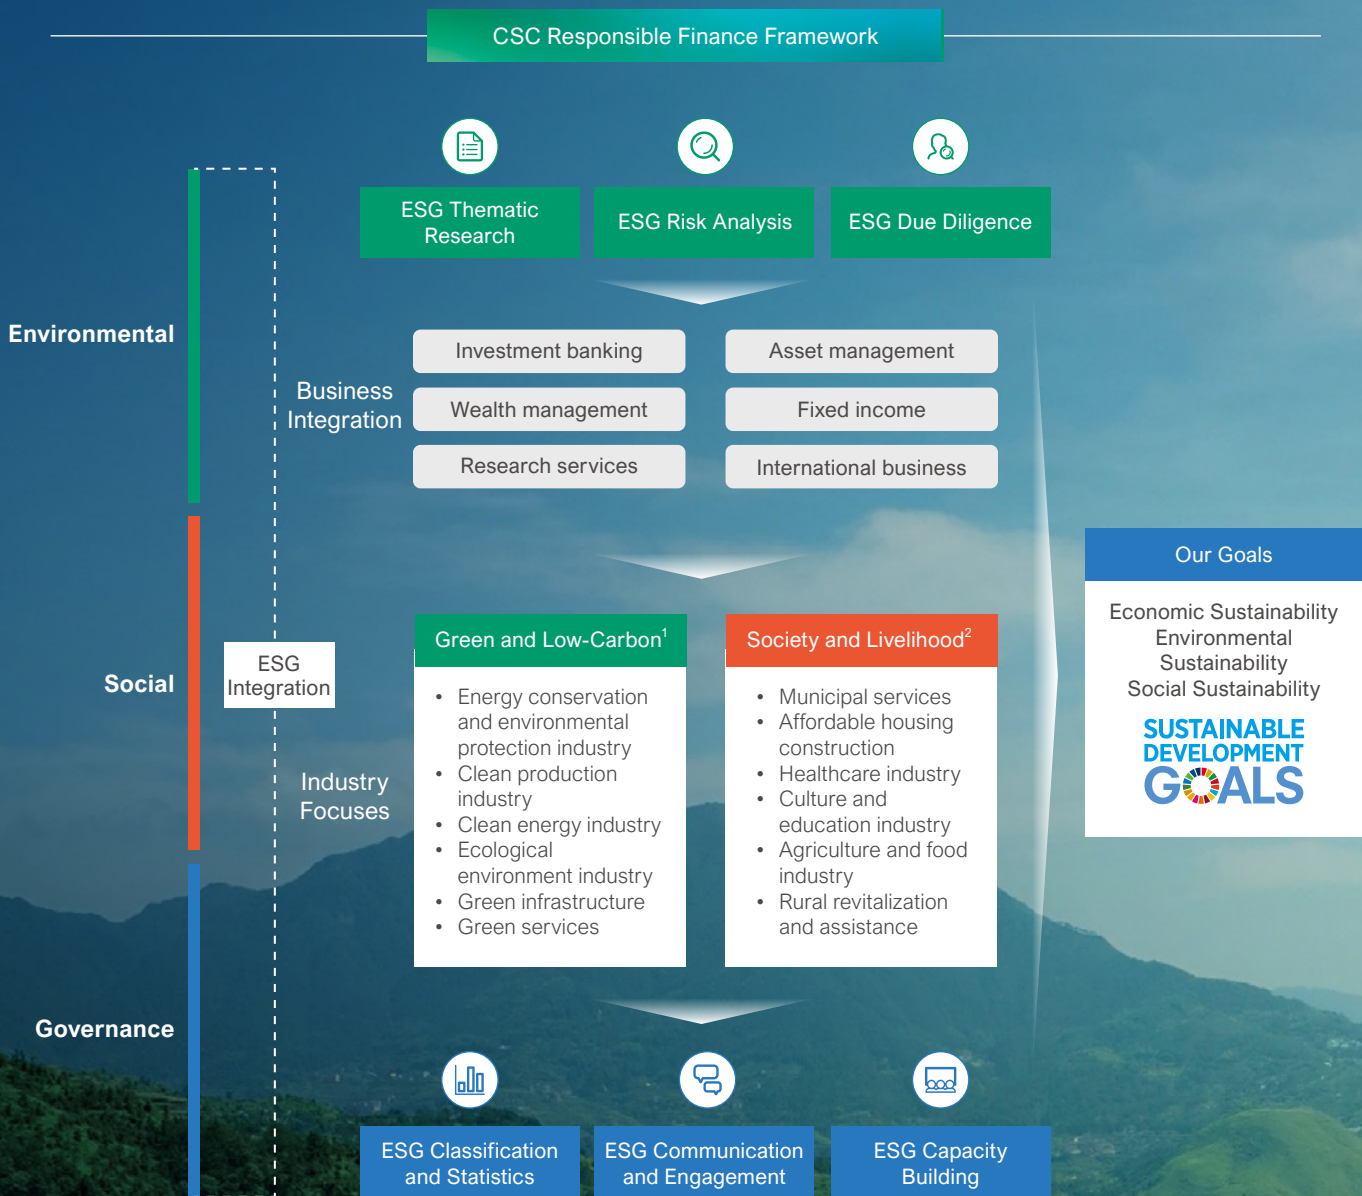 CSC Responsible Finance Framework
ESG Thematic
Research
ESG Risk Analysis
ESG Due Diligence
Environmental
Business
Integration
Investment banking
Asset management
Wealth management
Fixed income
Research services
International business
Social
ESG
Integration
Industry
Focuses
Green and Low-Carbon1
• Energy conservation
and environmental
protection industry
• Clean production
industry
• Clean energy industry
• Ecological
environment industry
• Green infrastructure
• Green services
Society and Livelihood2
• Municipal services
• Affordable housing
construction
• Healthcare industry
• Culture and
education industry
• Agriculture and food
industry
• Rural revitalization
and assistance
Our Goals
Economic Sustainability
Environmental
Sustainability
Social Sustainability
SUSTAINABLE
DEVELOPMENT
GOALS
Governance
ESG Classification
and Statistics
ESG Communication
and Engagement
ESG Capacity
Building